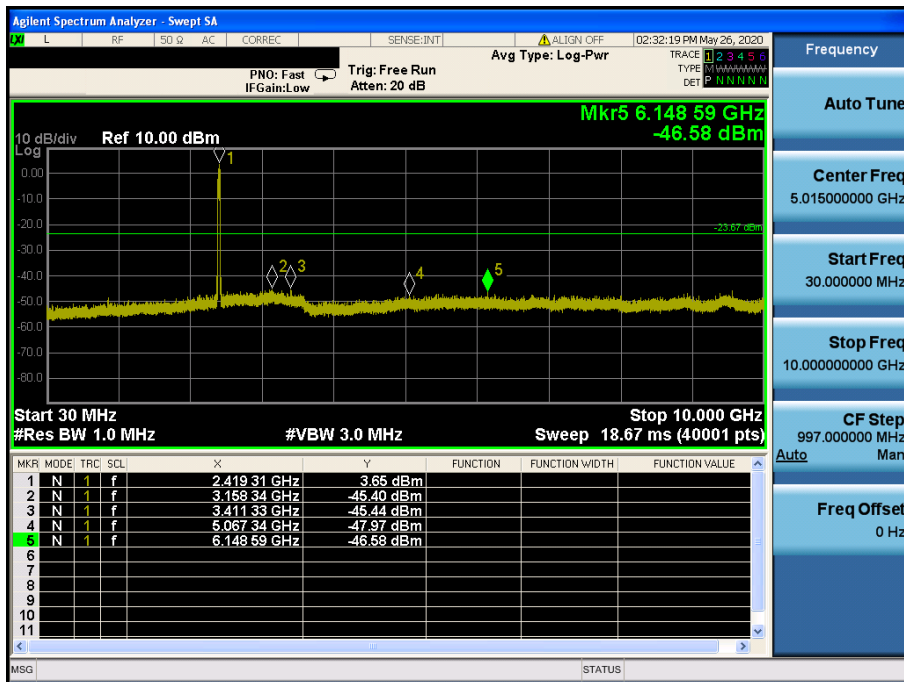 Agilent Spectrum Analyzer - Swept SA
LXI L RF 50 Ω AC CORREC SENSE:INT ALIGN OFF 02:32:19 PM May 26, 2020
PNO: Fast Trig: Free Run Avg Type: Log-Pwr TRACE 1 2 3 4 5 6
IFGain:Low Atten: 20 dB TYPE M WWWWW
DET P N N N N N
Mkr5 6.148 59 GHz
-46.58 dBm
10 dB/div Ref 10.00 dBm
Log
0.00
-10.0
-20.0
-30.0
-40.0
-50.0
-60.0
-70.0
-80.0
1
-23.67 dBm
2 3 4 5
Start 30 MHz Stop 10.000 GHz
#Res BW 1.0 MHz #VBW 3.0 MHz Sweep 18.67 ms (40001 pts)
MKR MODE TRC SCL X Y FUNCTION FUNCTION WIDTH FUNCTION VALUE
1 N 1 f 2.419 31 GHz 3.65 dBm
2 N 1 f 3.158 34 GHz -45.40 dBm
3 N 1 f 3.411 33 GHz -45.44 dBm
4 N 1 f 5.067 34 GHz -47.97 dBm
5 N 1 f 6.148 59 GHz -46.58 dBm
6
7
8
9
10
11
MSG STATUS
Frequency
Auto Tune
Center Freq
5.015000000 GHz
Start Freq
30.000000 MHz
Stop Freq
10.000000000 GHz
CF Step
997.000000 MHz
Auto Man
Freq Offset
0 Hz